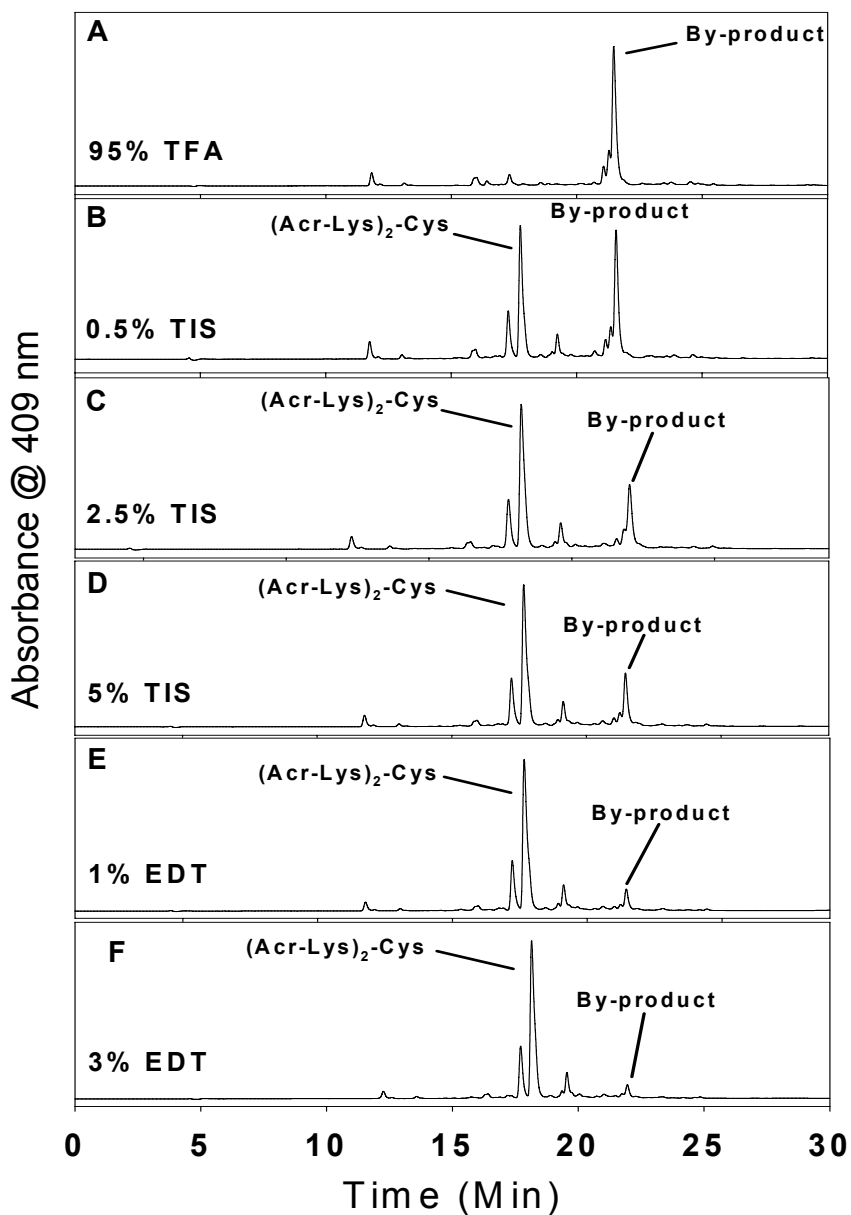 A
By-product
95% TFA
B
(Acr-Lys)₂-Cys
By-product
0.5% TIS
C
(Acr-Lys)₂-Cys
By-product
2.5% TIS
D
(Acr-Lys)₂-Cys
By-product
5% TIS
E
(Acr-Lys)₂-Cys
By-product
1% EDT
F
(Acr-Lys)₂-Cys
By-product
3% EDT
Absorbance @ 409 nm
0 5 10 15 20 25 30
Time (Min)